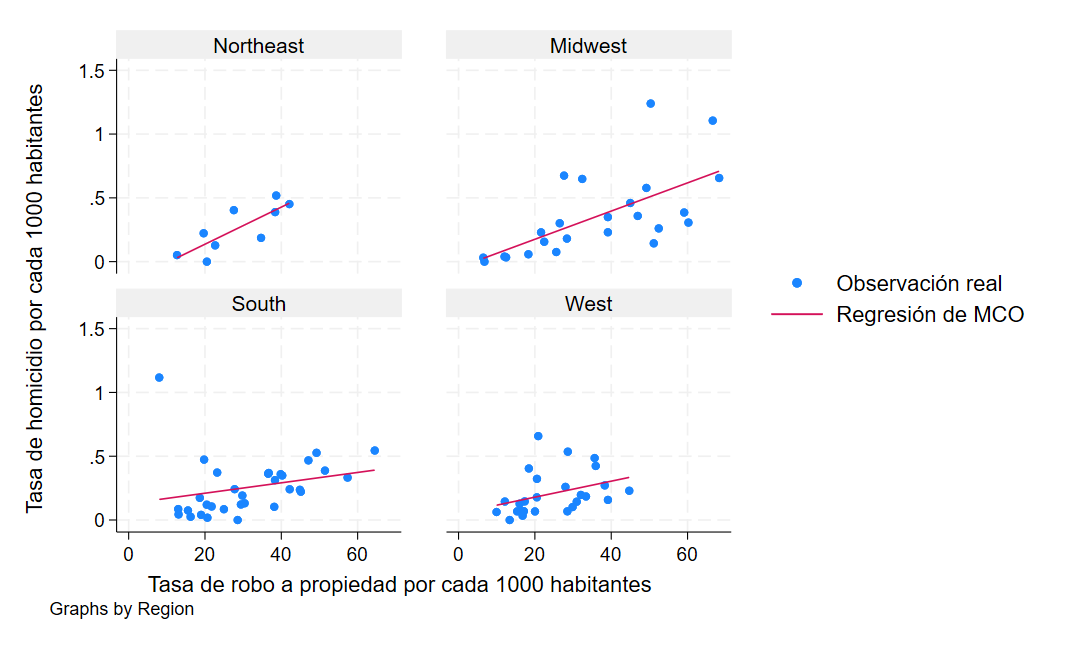 Northeast
Midwest
1.5
1
.5
0
South
West
1.5
1
.5
0
0 20 40 60
0 20 40 60
Tasa de homicidio por cada 1000 habitantes
Tasa de robo a propiedad por cada 1000 habitantes
Graphs by Region
Observación real
Regresión de MCO